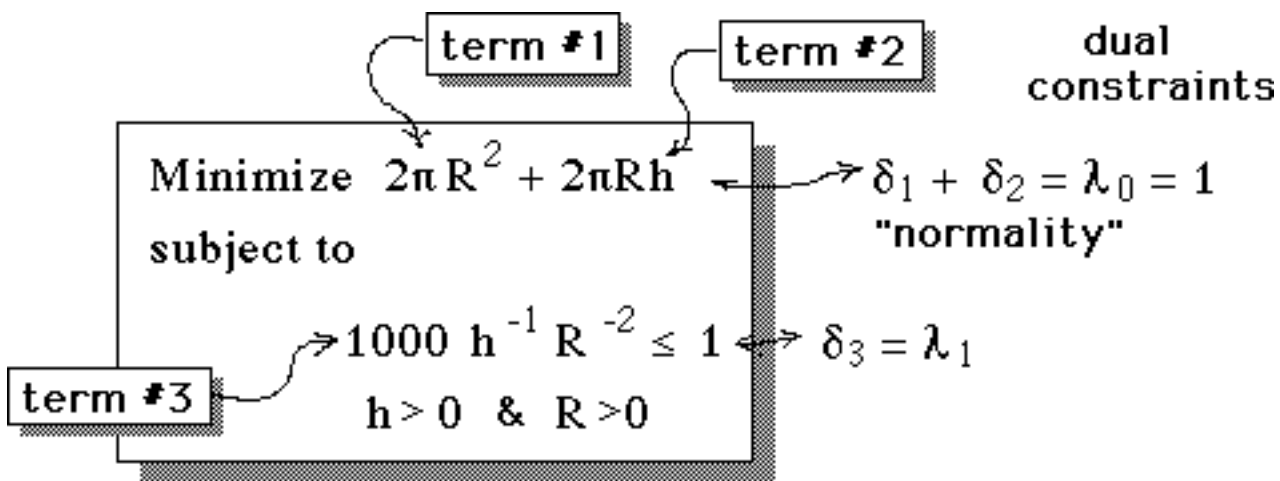 term #1
term #2
dual
constraints
Minimize 2π R² + 2πRh
δ₁ + δ₂ = λ₀ = 1
"normality"
subject to
1000 h⁻¹ R⁻² ≤ 1
δ₃ = λ₁
term #3
h > 0 & R >0